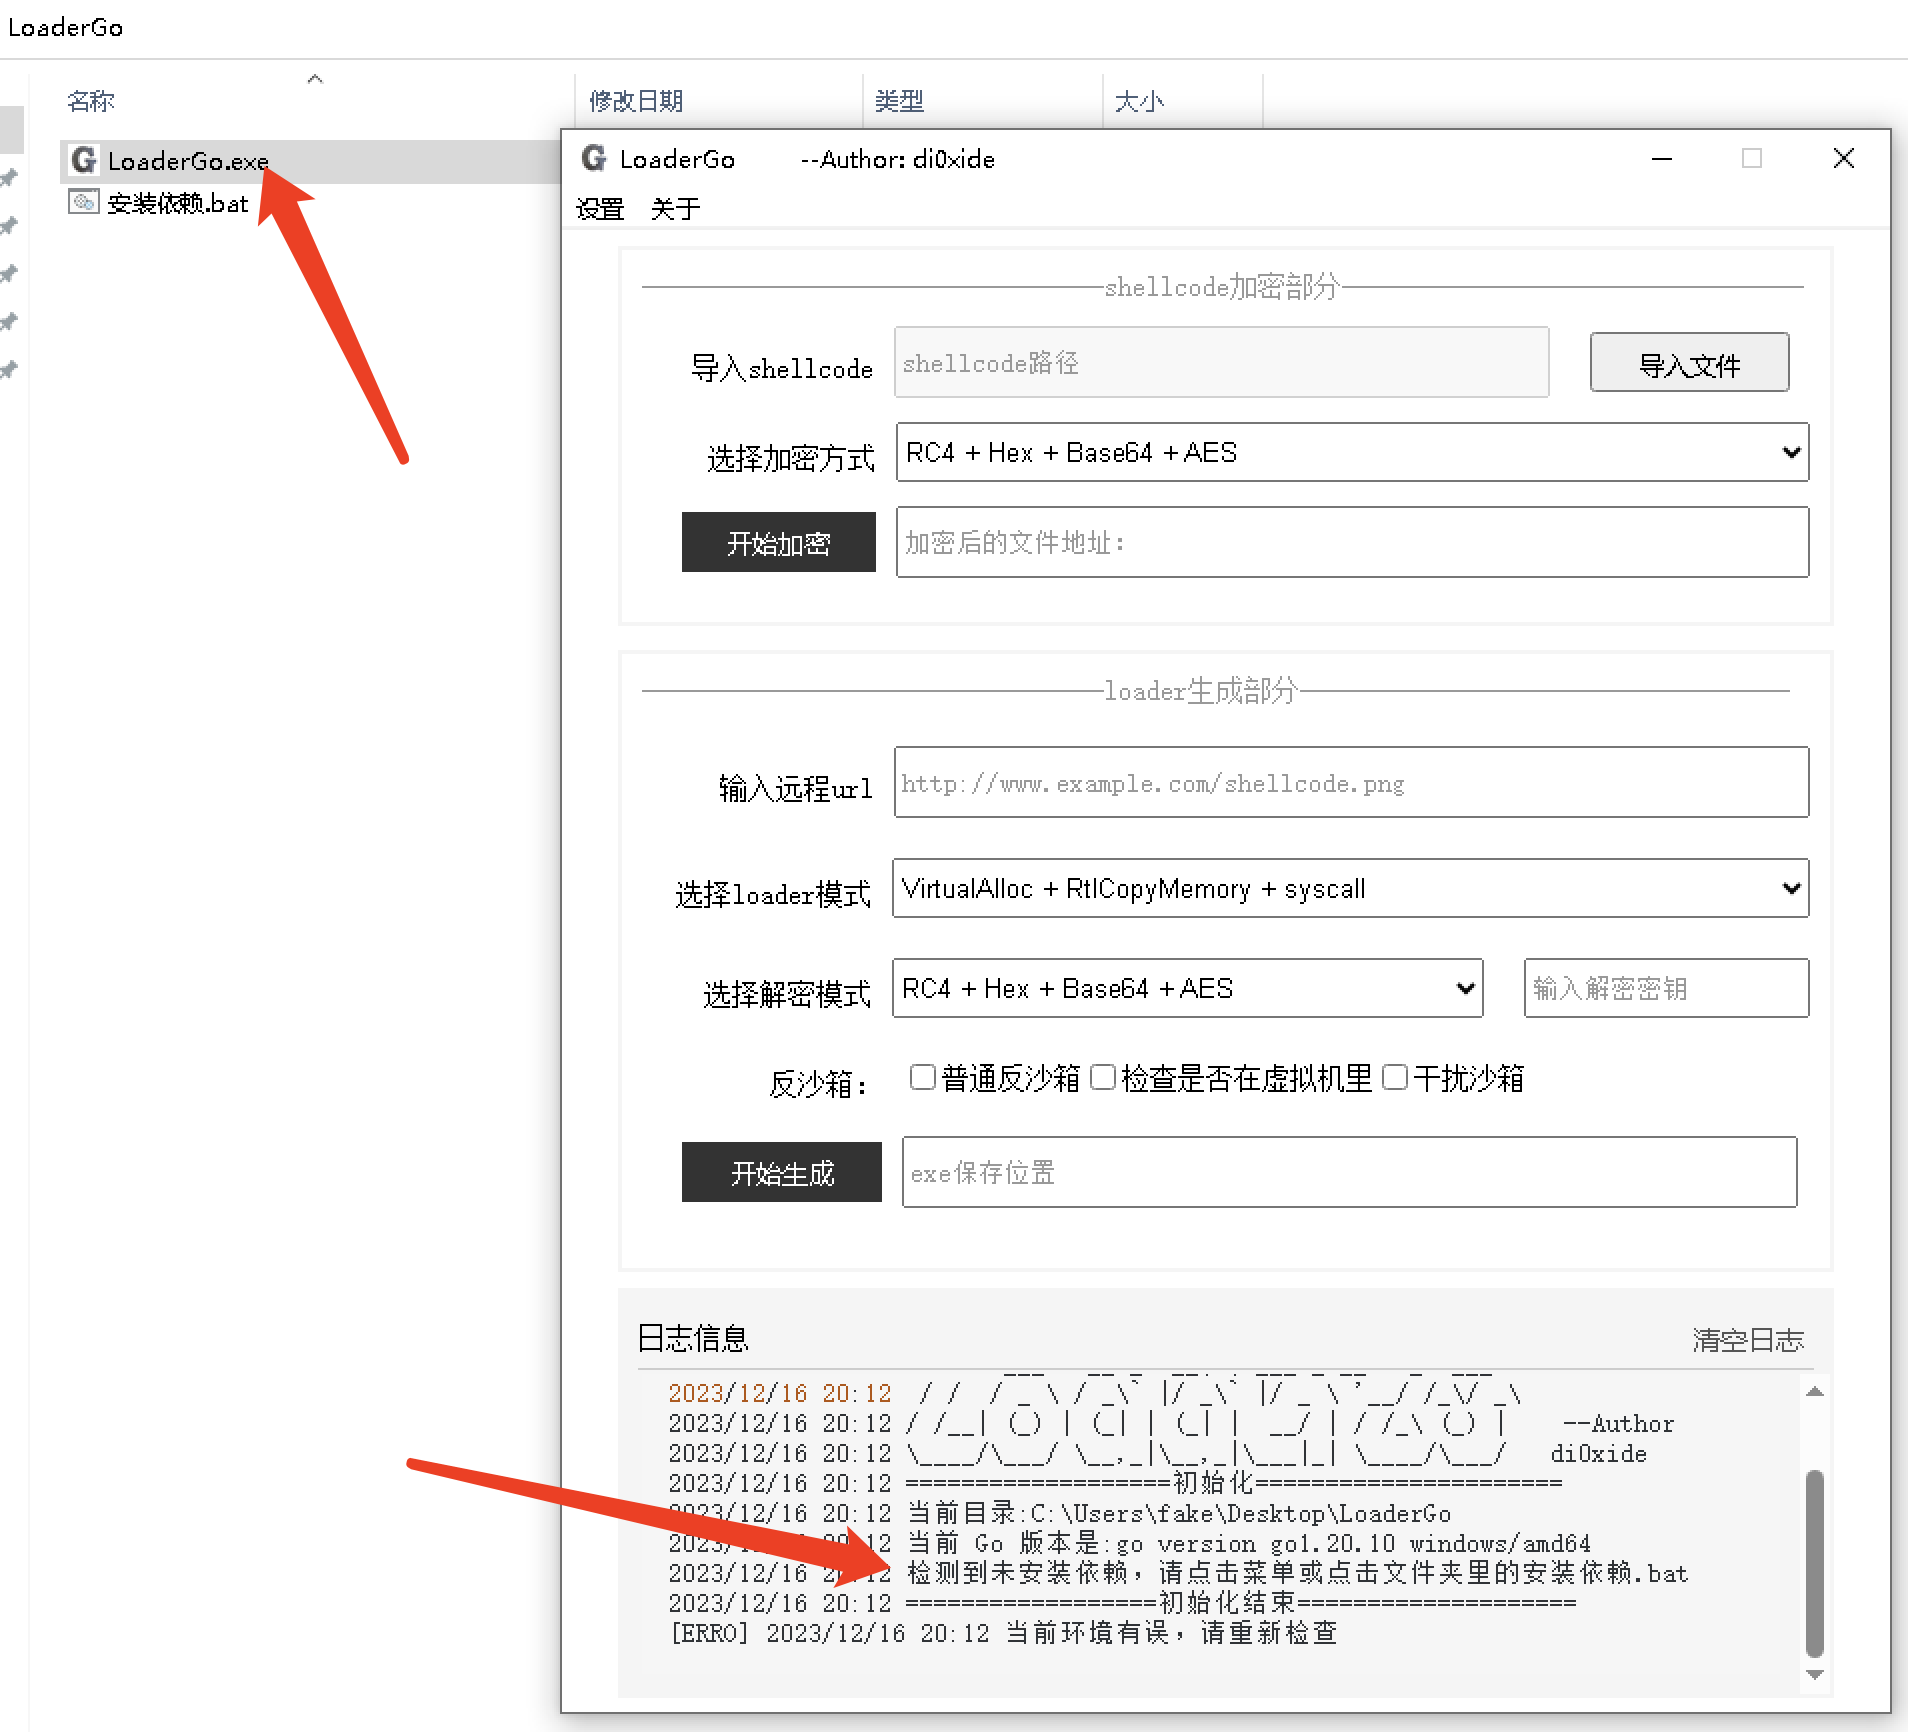 LoaderGo
名称 修改日期 类型 大小
LoaderGo.exe
安装依赖.bat
LoaderGo --Author: di0xide
设置 关于
shellcode加密部分
导入shellcode shellcode路径 导入文件
选择加密方式 RC4 + Hex + Base64 +AES
开始加密 加密后的文件地址：
loader生成部分
输入远程url http://www.example.com/shellcode.png
选择loader模式 VirtualAlloc + RtlCopyMemory + syscall
选择解密模式 RC4 + Hex + Base64 +AES 输入解密密钥
反沙箱： 普通反沙箱 检查是否在虚拟机里 干扰沙箱
开始生成 exe保存位置
日志信息 清空日志
2023/12/16 20:12
2023/12/16 20:12 --Author
2023/12/16 20:12 di0xide
2023/12/16 20:12 ===================初始化======================
2023/12/16 20:12 当前目录:C:\Users\fake\Desktop\LoaderGo
2023/12 12 当前 Go 版本是:go version go1.20.10 windows/amd64
2023/12/16 20:12 检测到未安装依赖，请点击菜单或点击文件夹里的安装依赖.bat
2023/12/16 20:12 ==================初始化结束====================
[ERRO] 2023/12/16 20:12 当前环境有误，请重新检查